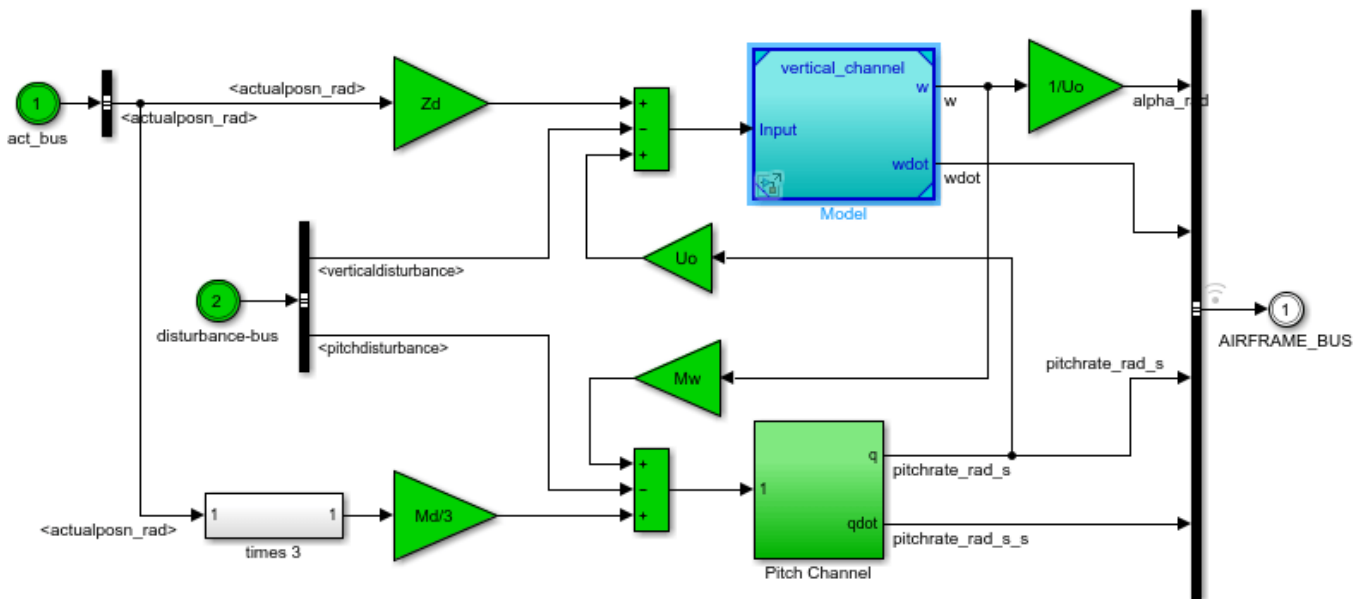 1
act_bus
<actualposn_rad>
<actualposn_rad>
Zd
+
−
+
vertical_channel
Input
w
wdot
Model
w
wdot
1/Uo
alpha_rad
Uo
2
disturbance-bus
<verticaldisturbance>
<pitchdisturbance>
Mw
<actualposn_rad>
1
1
times 3
Md/3
+
−
+
1
q
qdot
Pitch Channel
pitchrate_rad_s
pitchrate_rad_s_s
pitchrate_rad_s
1
AIRFRAME_BUS